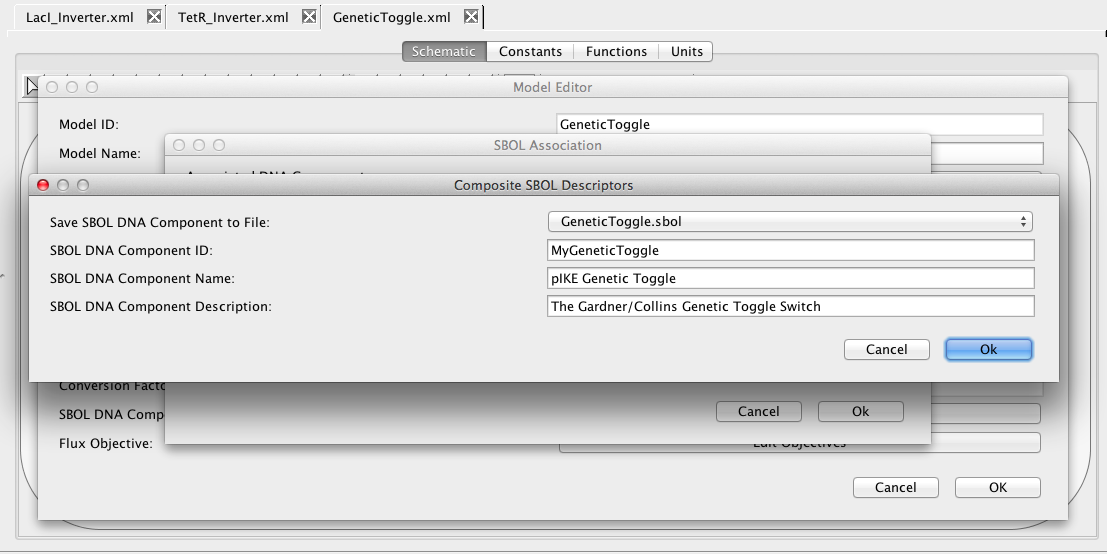 LacI_Inverter.xml TetR_Inverter.xml GeneticToggle.xml
Schematic Constants Functions Units
Model Editor
Model ID: GeneticToggle
Model Name:
SBOL Association
Composite SBOL Descriptors
Save SBOL DNA Component to File: GeneticToggle.sbol
SBOL DNA Component ID: MyGeneticToggle
SBOL DNA Component Name: pIKE Genetic Toggle
SBOL DNA Component Description: The Gardner/Collins Genetic Toggle Switch
Cancel Ok
Conversion Facto
SBOL DNA Comp
Cancel Ok
Flux Objective: Edit Objectives
Cancel OK